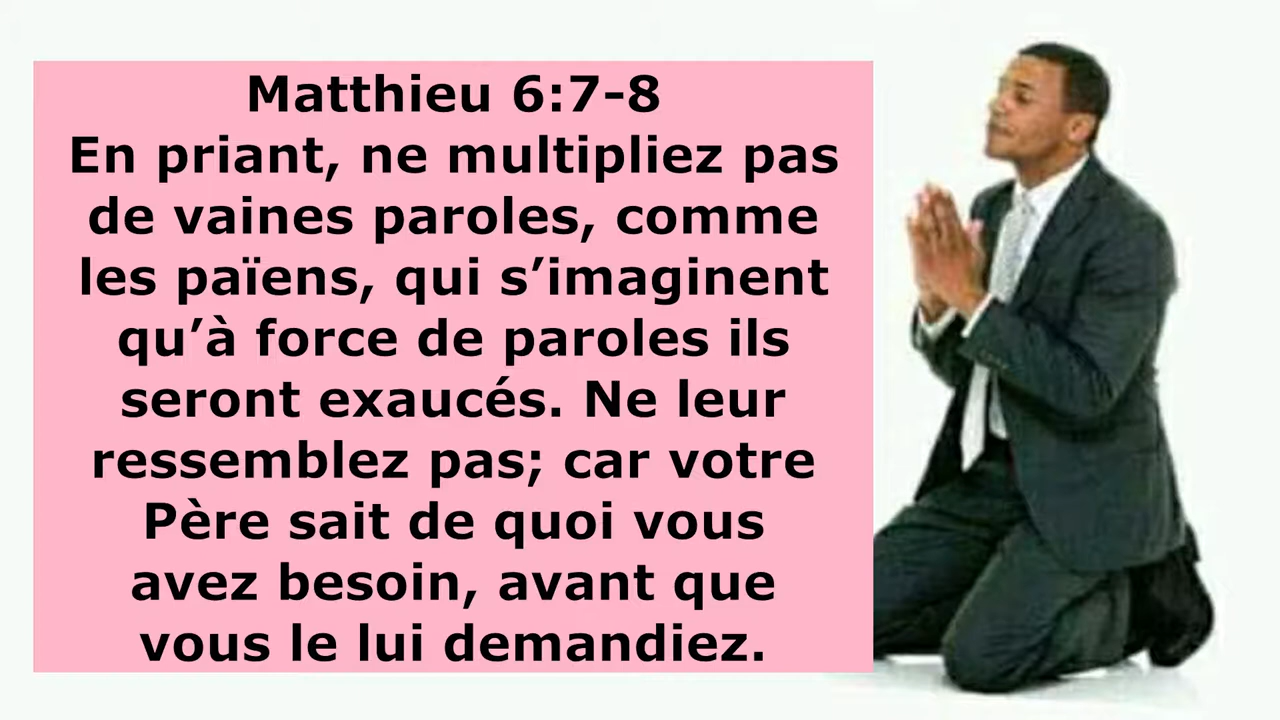 Matthieu 6:7-8
En priant, ne multipliez pas
de vaines paroles, comme
les païens, qui s’imaginent
qu’à force de paroles ils
seront exaucés. Ne leur
ressemblez pas; car votre
Père sait de quoi vous
avez besoin, avant que
vous le lui demandiez.